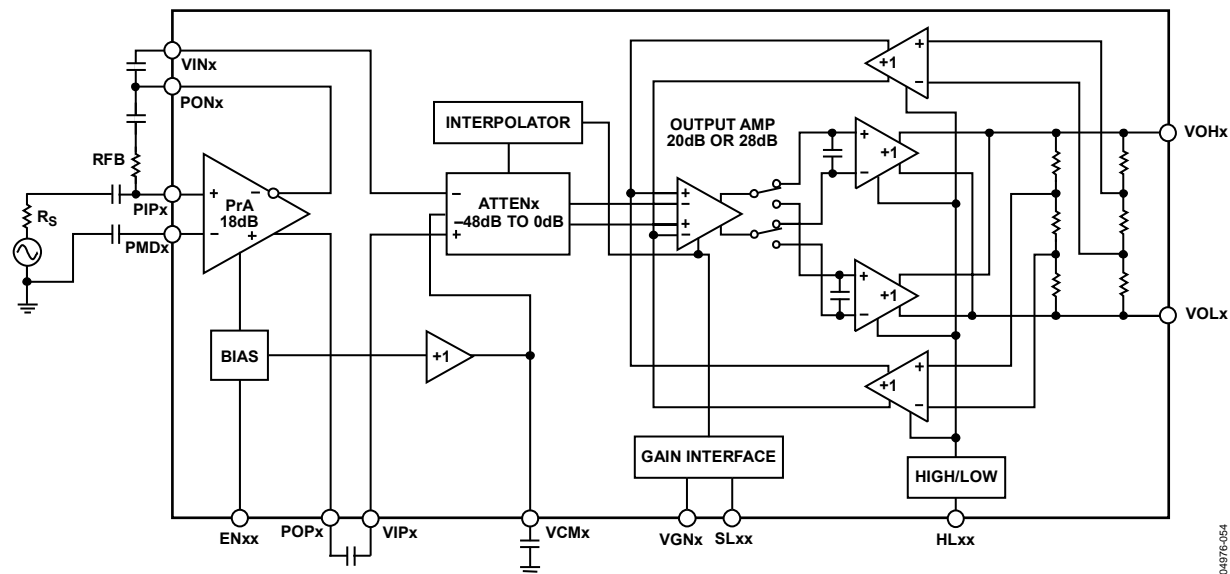 VINx
PONx
RFB
RS
PIPx
PMDx
+
−
PrA
18dB
−
+
BIAS
+1
INTERPOLATOR
−
−
+
ATTENx
–48dB TO 0dB
OUTPUT AMP
20dB OR 28dB
+
−
+
−
+1
+
−
+
−
+1
+
−
+1
+1
+
−
GAIN INTERFACE
HIGH/LOW
VOHx
VOLx
ENxx
POPx
VIPx
VCMx
VGNx
SLxx
HLxx
04976-054